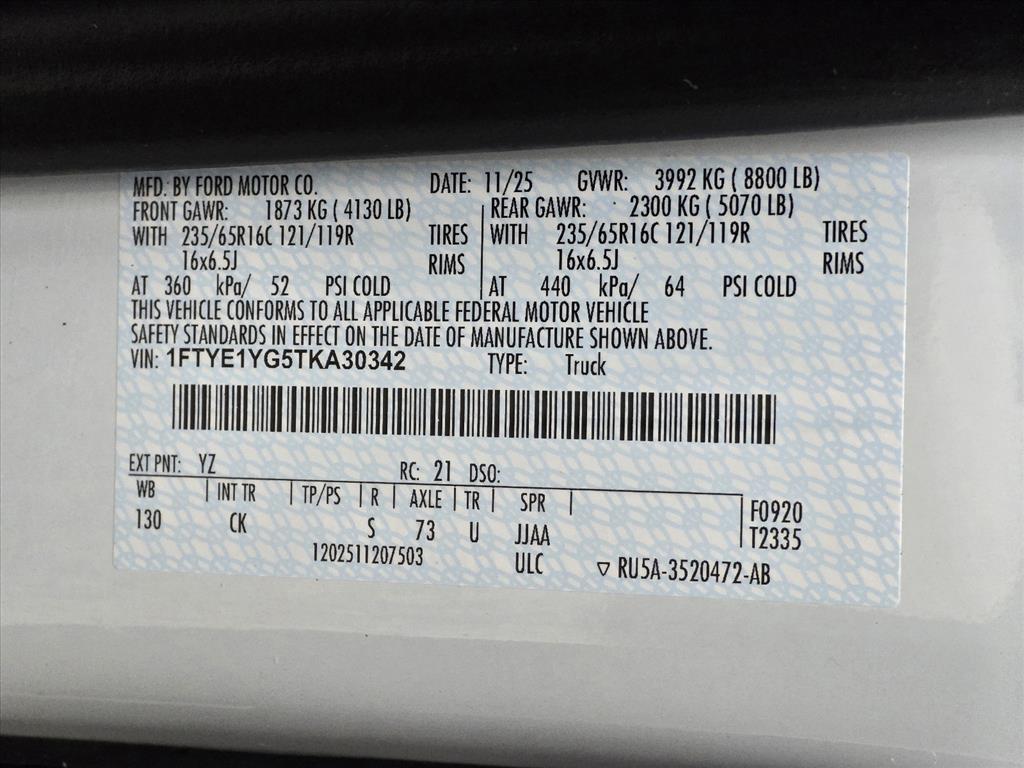 MFD. BY FORD MOTOR CO. DATE: 11/25 GVWR: 3992 KG ( 8800 LB)
FRONT GAWR: 1873 KG ( 4130 LB) REAR GAWR: 2300 KG ( 5070 LB)
WITH 235/65R16C 121/119R TIRES WITH 235/65R16C 121/119R TIRES
16x6.5J RIMS 16x6.5J RIMS
AT 360 kPa/ 52 PSI COLD AT 440 kPa/ 64 PSI COLD
THIS VEHICLE CONFORMS TO ALL APPLICABLE FEDERAL MOTOR VEHICLE
SAFETY STANDARDS IN EFFECT ON THE DATE OF MANUFACTURE SHOWN ABOVE.
VIN: 1FTYE1YG5TKA30342 TYPE: Truck
EXT PNT: YZ RC: 21 DSO:
WB INT TR TP/PS R AXLE TR SPR F0920
130 CK S 73 U JJAA T2335
1202511207503 ULC ▽ RU5A-3520472-AB